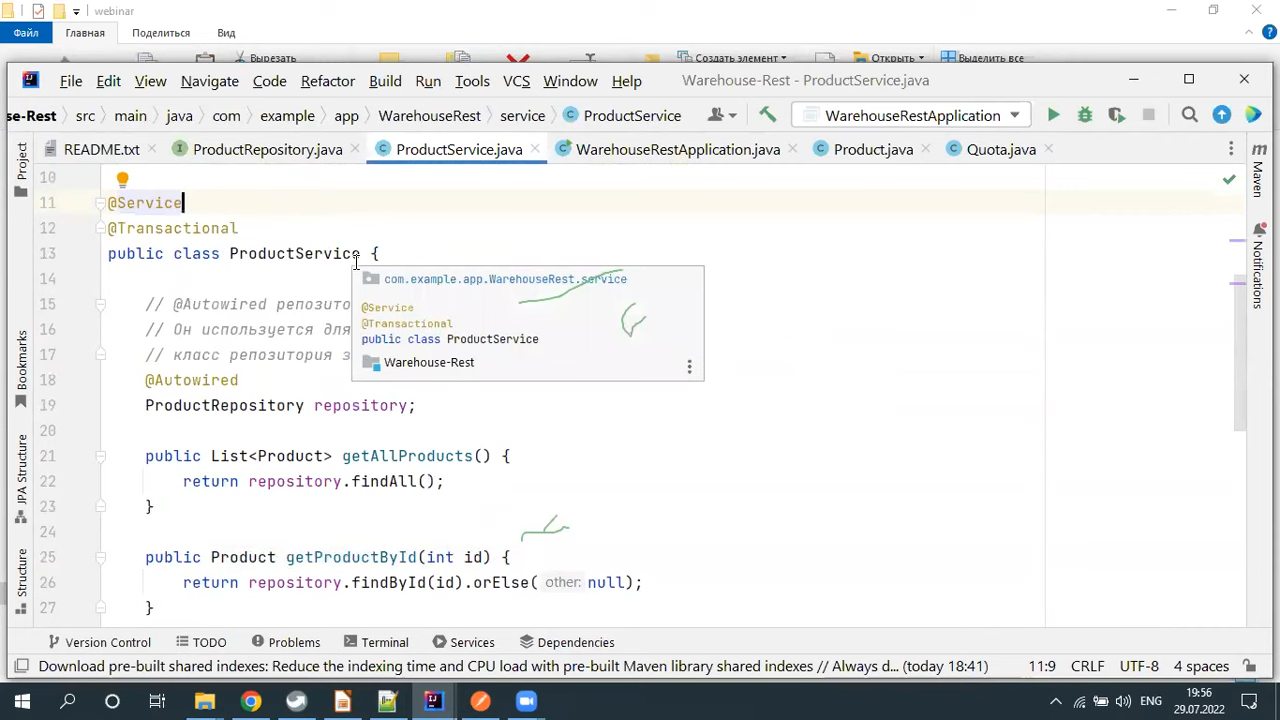 webinar
Файл Главная Поделиться Вид
Вырезать Создать элемент Открыть Выделить все
File Edit View Navigate Code Refactor Build Run Tools VCS Window Help Warehouse-Rest - ProductService.java
se-Rest src main java com example app WarehouseRest service ProductService WarehouseRestApplication
README.txt ProductRepository.java ProductService.java WarehouseRestApplication.java Product.java Quota.java
Project
Bookmarks
JPA Structure
Structure
10
11 @Service
12 @Transactional
13 public class ProductService {
14
15 // @Autowired репозито
16 // Он используется для
17 // класс репозитория з
18 @Autowired
19 ProductRepository repository;
20
21 public List<Product> getAllProducts() {
22 return repository.findAll();
23 }
24
25 public Product getProductById(int id) {
26 return repository.findById(id).orElse( other: null);
27 }
com.example.app.WarehouseRest.service
@Service
@Transactional
public class ProductService
Warehouse-Rest
Maven
Notifications
Version Control TODO Problems Terminal Services Dependencies
Download pre-built shared indexes: Reduce the indexing time and CPU load with pre-built Maven library shared indexes // Always d... (today 18:41) 11:9 CRLF UTF-8 4 spaces
ENG
19:56
29.07.2022